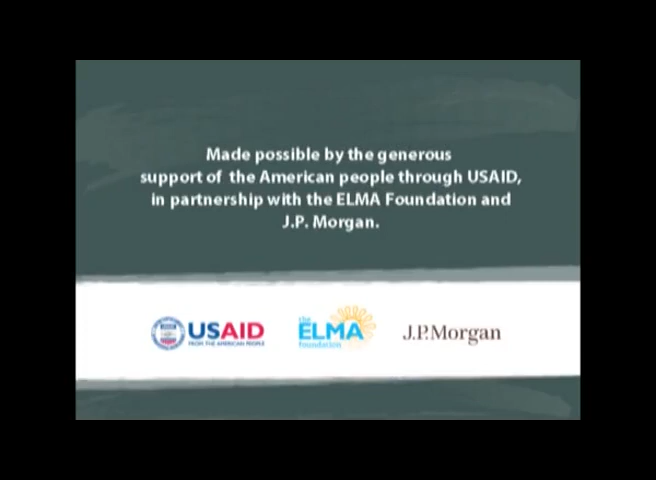 Made possible by the generous
support of the American people through USAID,
in partnership with the ELMA Foundation and
J.P. Morgan.
USAID
FROM THE AMERICAN PEOPLE
the
ELMA
Foundation
J.P.Morgan